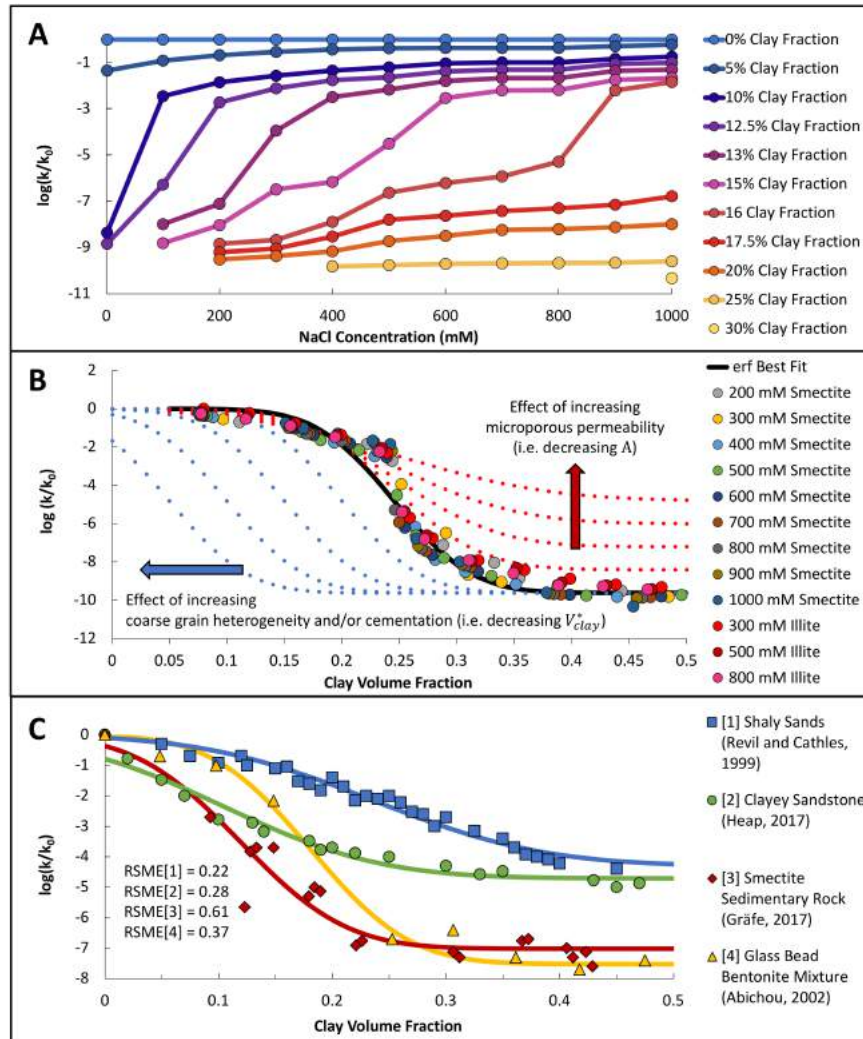 A
-1
-3
-5
-7
-9
-11
log(k/k0)
0 200 400 600 800 1000
NaCl Concentration (mM)
0% Clay Fraction
5% Clay Fraction
10% Clay Fraction
12.5% Clay Fraction
13% Clay Fraction
15% Clay Fraction
16 Clay Fraction
17.5% Clay Fraction
20% Clay Fraction
25% Clay Fraction
30% Clay Fraction
B
2
0
-2
-4
-6
-8
-10
-12
log (k/k0)
Effect of increasing
microporous permeability
(i.e. decreasing Λ)
Effect of increasing
coarse grain heterogeneity and/or cementation (i.e. decreasing V*clay)
0 0.05 0.1 0.15 0.2 0.25 0.3 0.35 0.4 0.45 0.5
Clay Volume Fraction
erf Best Fit
200 mM Smectite
300 mM Smectite
400 mM Smectite
500 mM Smectite
600 mM Smectite
700 mM Smectite
800 mM Smectite
900 mM Smectite
1000 mM Smectite
300 mM Illite
500 mM Illite
800 mM Illite
C
0
-1
-2
-3
-4
-5
-6
-7
-8
log(k/k0)
RSME[1] = 0.22
RSME[2] = 0.28
RSME[3] = 0.61
RSME[4] = 0.37
0 0.1 0.2 0.3 0.4 0.5
Clay Volume Fraction
[1] Shaly Sands
(Revil and Cathles,
1999)
[2] Clayey Sandstone
(Heap, 2017)
[3] Smectite
Sedimentary Rock
(Gräfe, 2017)
[4] Glass Bead
Bentonite Mixture
(Abichou, 2002)